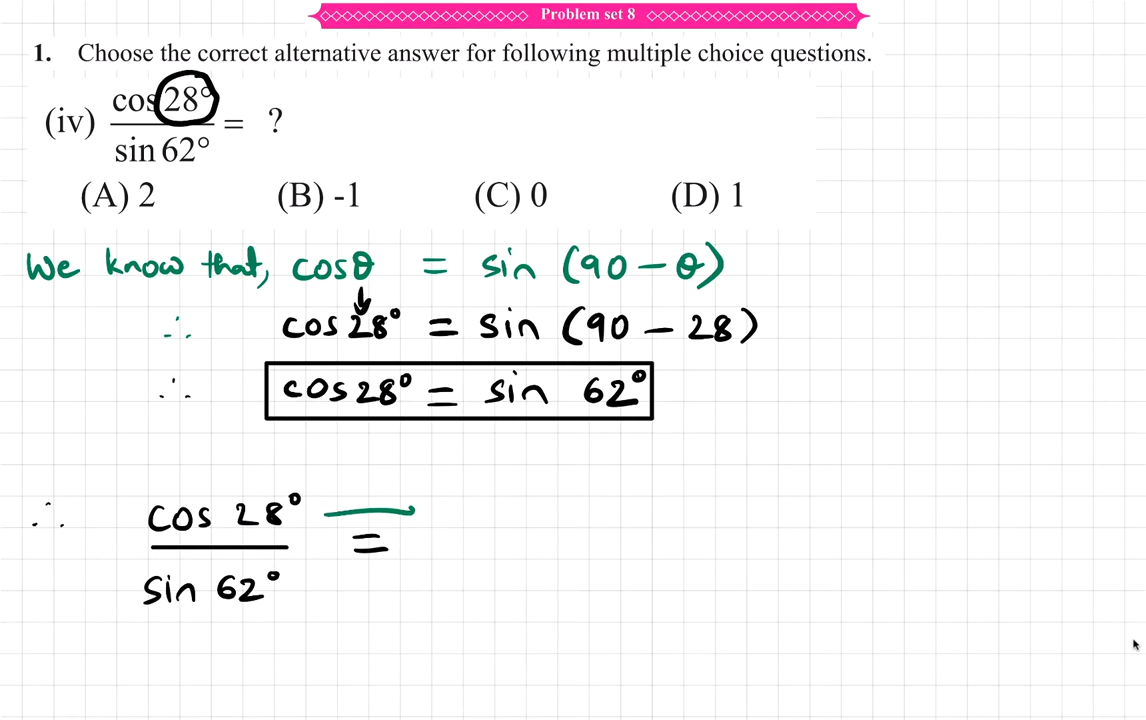 Problem set 8
1. Choose the correct alternative answer for following multiple choice questions.
(iv) cos 28° / sin 62° = ?
(A) 2 (B) -1 (C) 0 (D) 1
We know that, cosθ = sin (90 − θ)
∴ cos 28° = sin (90 − 28)
∴ cos 28° = sin 62°
∴ cos 28° / sin 62° =